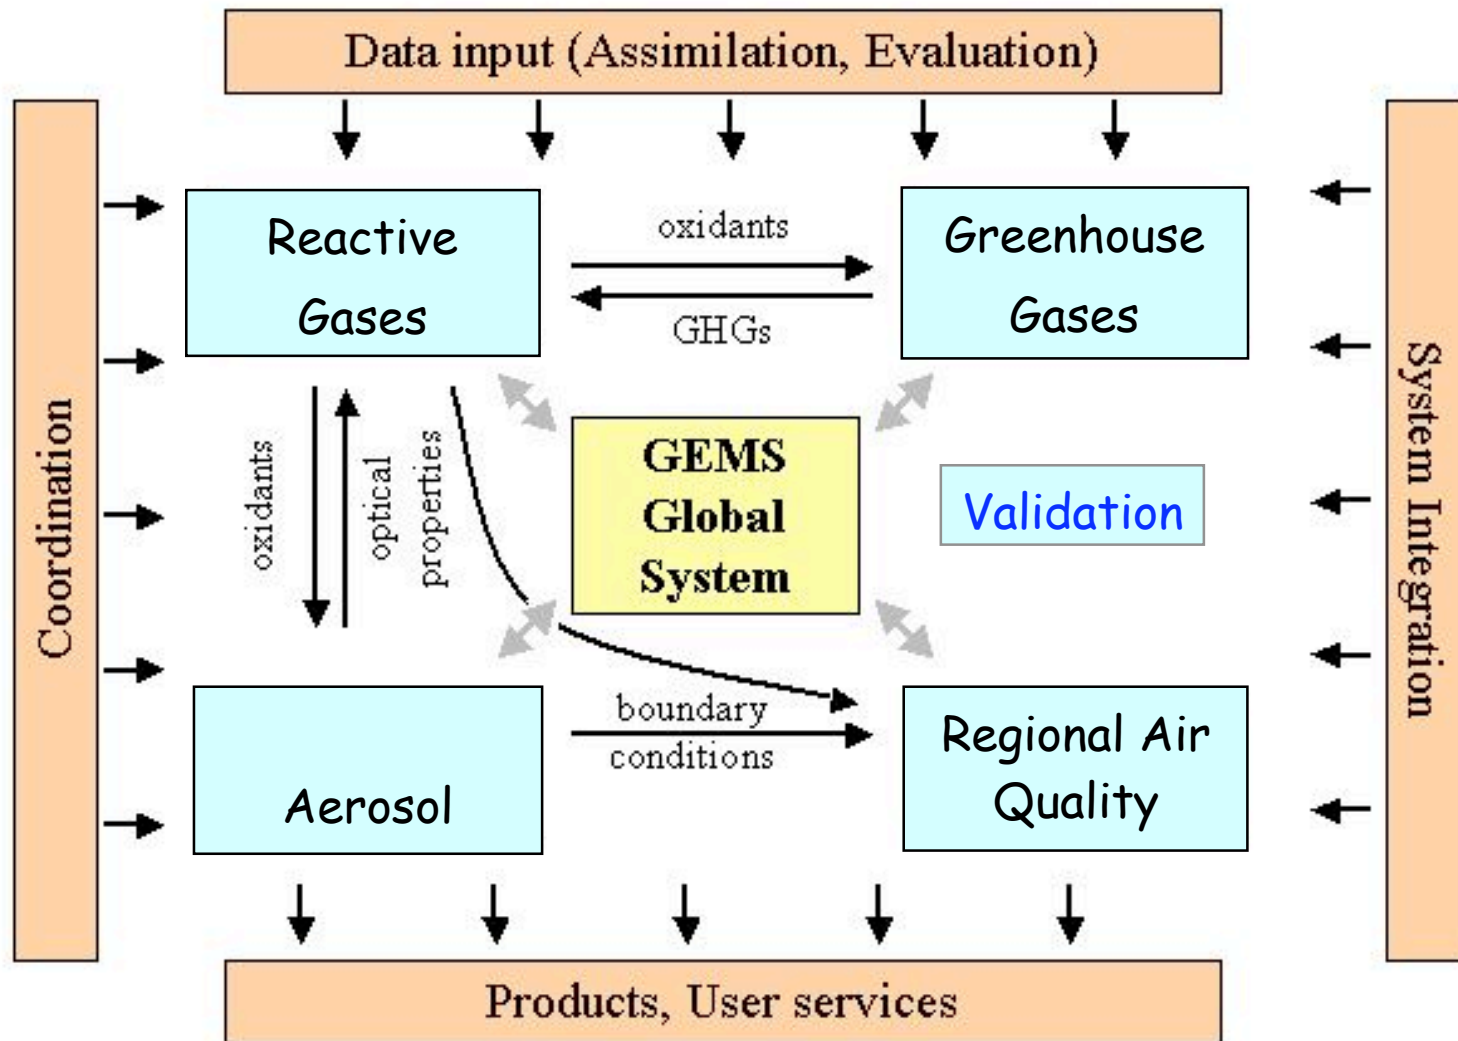 Data input (Assimilation, Evaluation)
Coordination
System Integration
Reactive
Gases
oxidants
GHGs
Greenhouse
Gases
oxidants
optical
properties
GEMS
Global
System
Validation
Aerosol
boundary
conditions
Regional Air
Quality
Products, User services